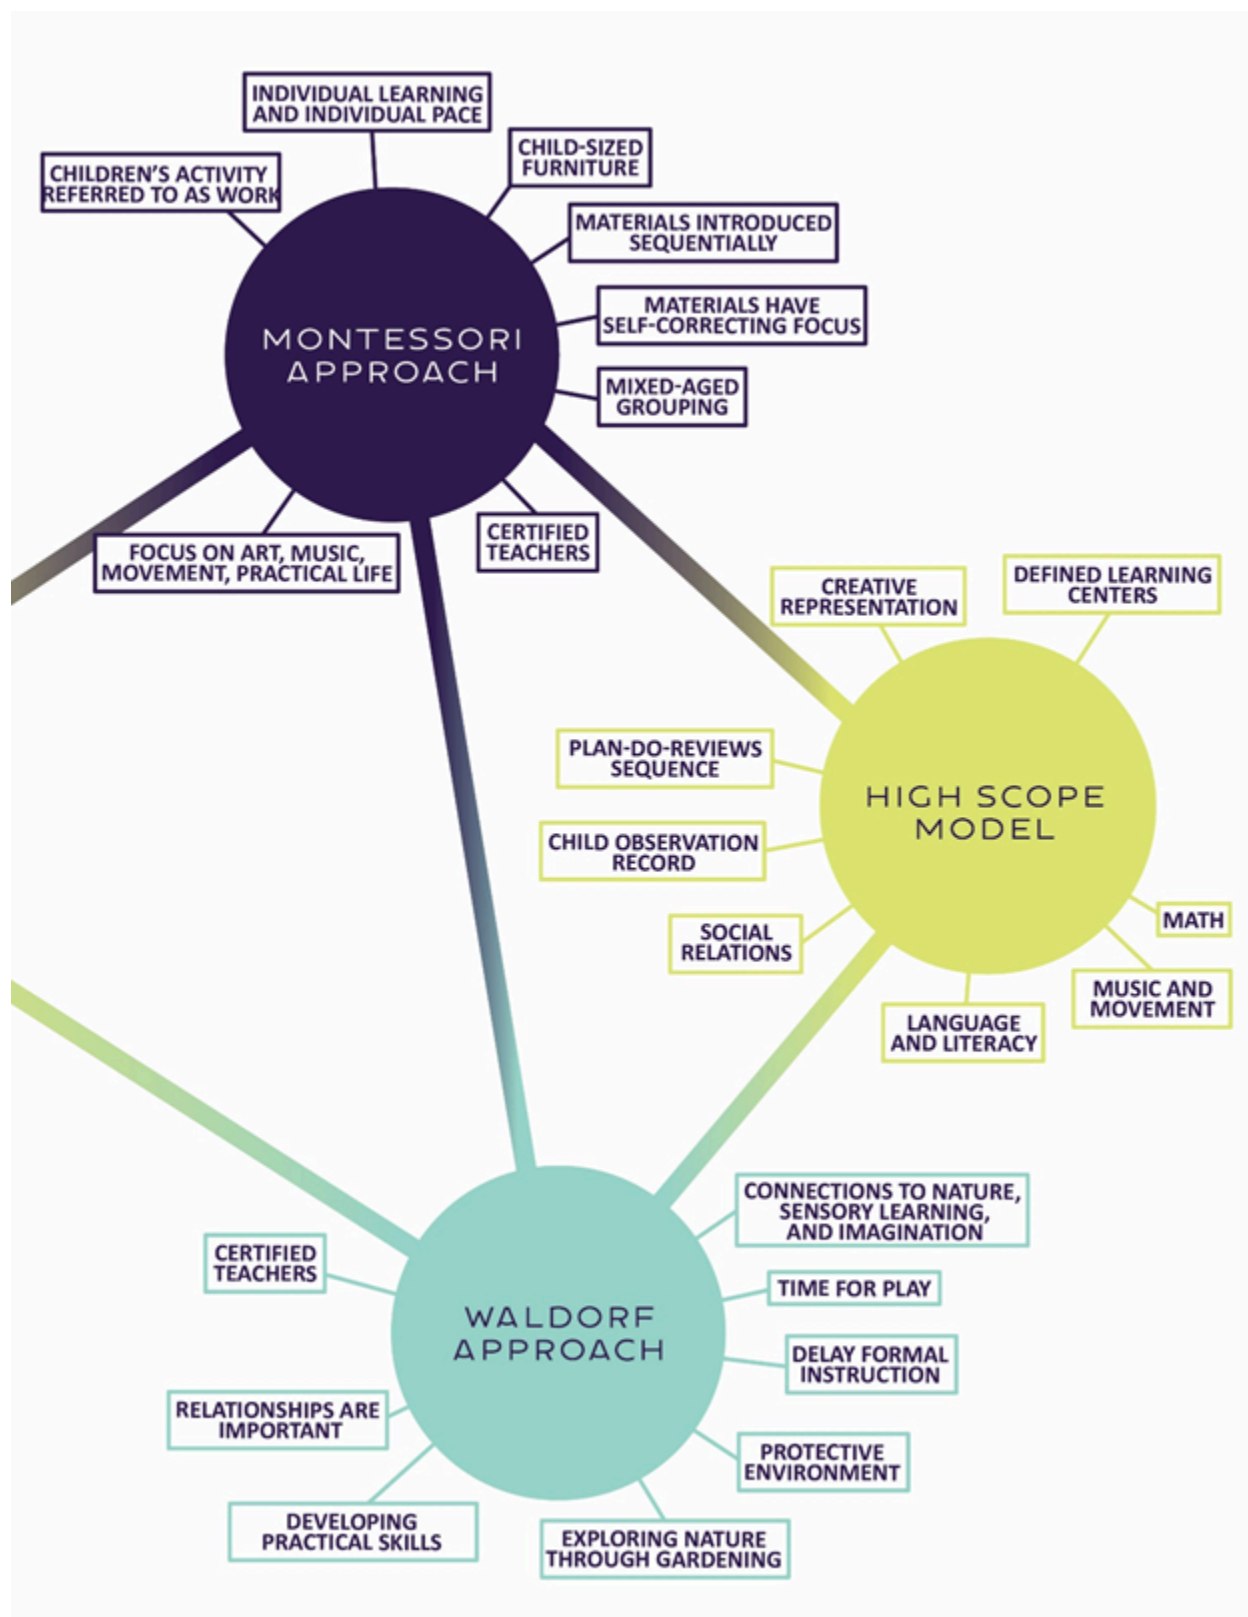 INDIVIDUAL LEARNING
AND INDIVIDUAL PACE
CHILDREN'S ACTIVITY
REFERRED TO AS WORK
CHILD-SIZED
FURNITURE
MATERIALS INTRODUCED
SEQUENTIALLY
MATERIALS HAVE
SELF-CORRECTING FOCUS
MIXED-AGED
GROUPING
MONTESSORI
APPROACH
CERTIFIED
TEACHERS
FOCUS ON ART, MUSIC,
MOVEMENT, PRACTICAL LIFE
CREATIVE
REPRESENTATION
DEFINED LEARNING
CENTERS
PLAN-DO-REVIEWS
SEQUENCE
CHILD OBSERVATION
RECORD
SOCIAL
RELATIONS
HIGH SCOPE
MODEL
MATH
MUSIC AND
MOVEMENT
LANGUAGE
AND LITERACY
CONNECTIONS TO NATURE,
SENSORY LEARNING,
AND IMAGINATION
CERTIFIED
TEACHERS
TIME FOR PLAY
WALDORF
APPROACH
DELAY FORMAL
INSTRUCTION
RELATIONSHIPS ARE
IMPORTANT
PROTECTIVE
ENVIRONMENT
DEVELOPING
PRACTICAL SKILLS
EXPLORING NATURE
THROUGH GARDENING